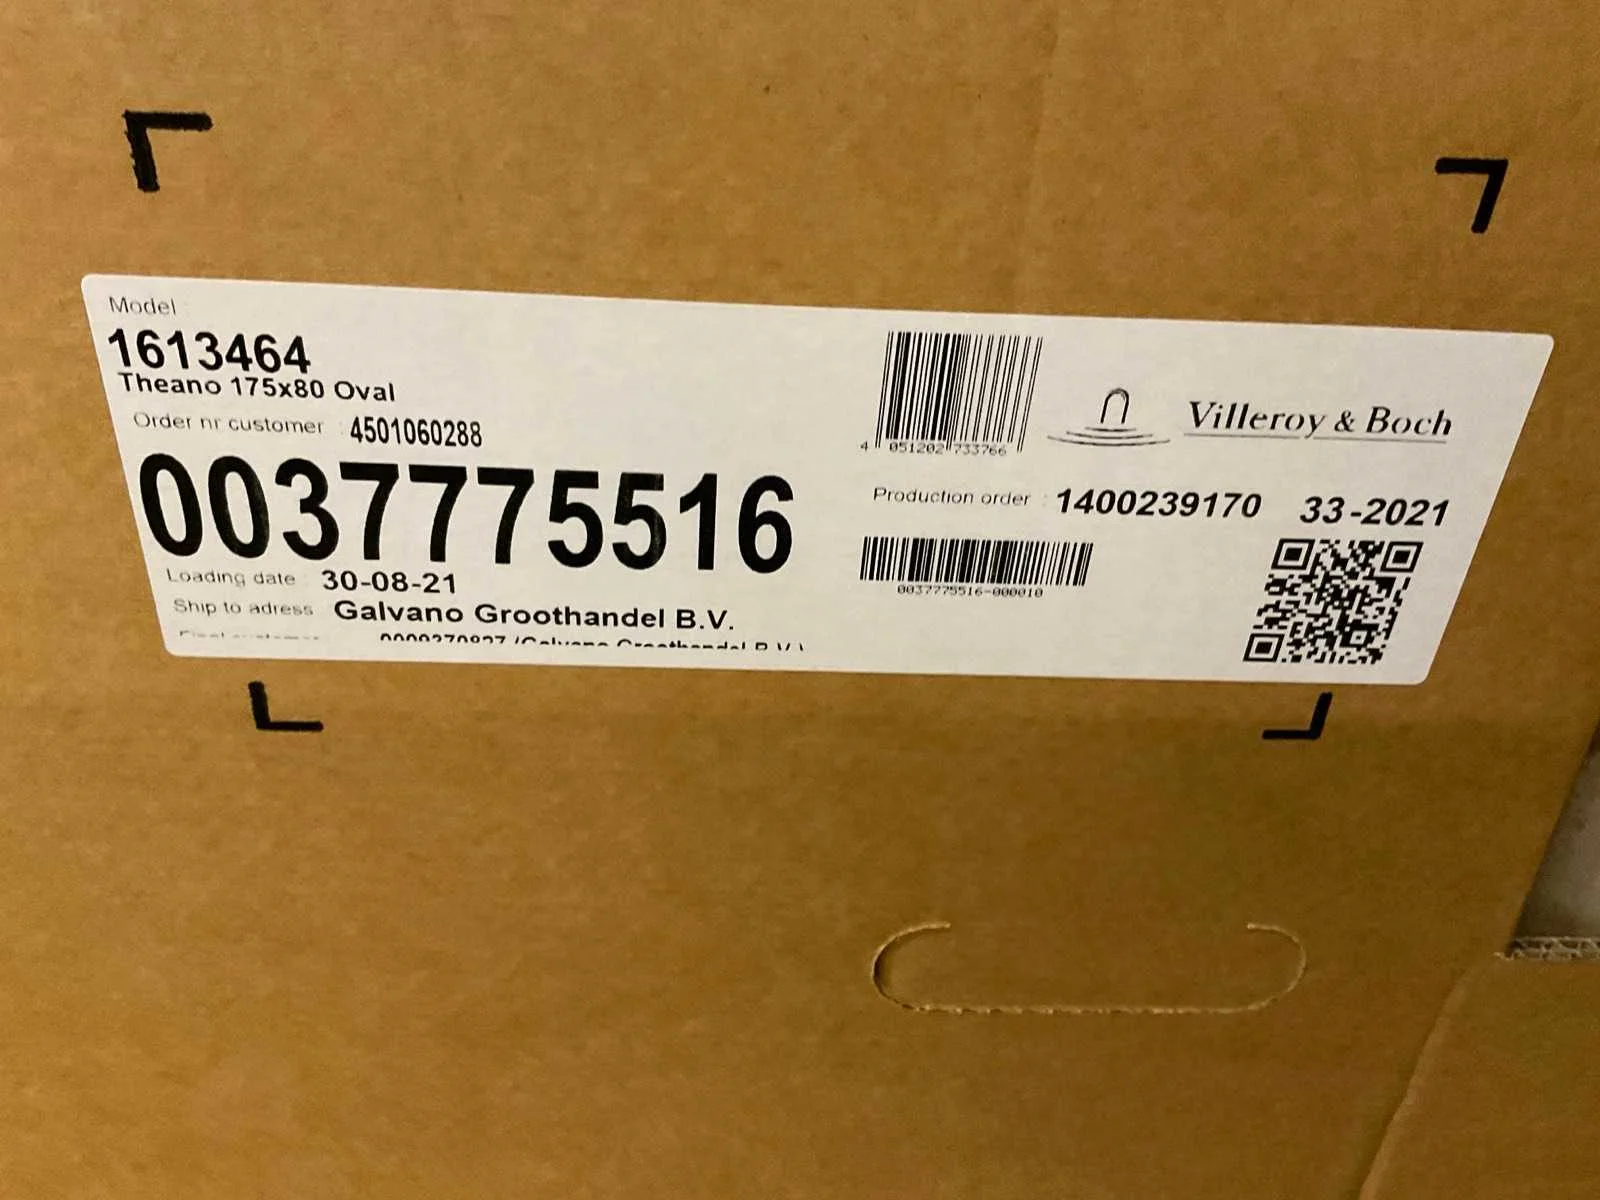 Model :
1613464
Theano 175x80 Oval
Order nr customer : 4501060288
0037775516
Loading date : 30-08-21
Ship to adress : Galvano Groothandel B.V.
4 051202 733766
Villeroy & Boch
Production order : 1400239170 33-2021
0037775516-000010